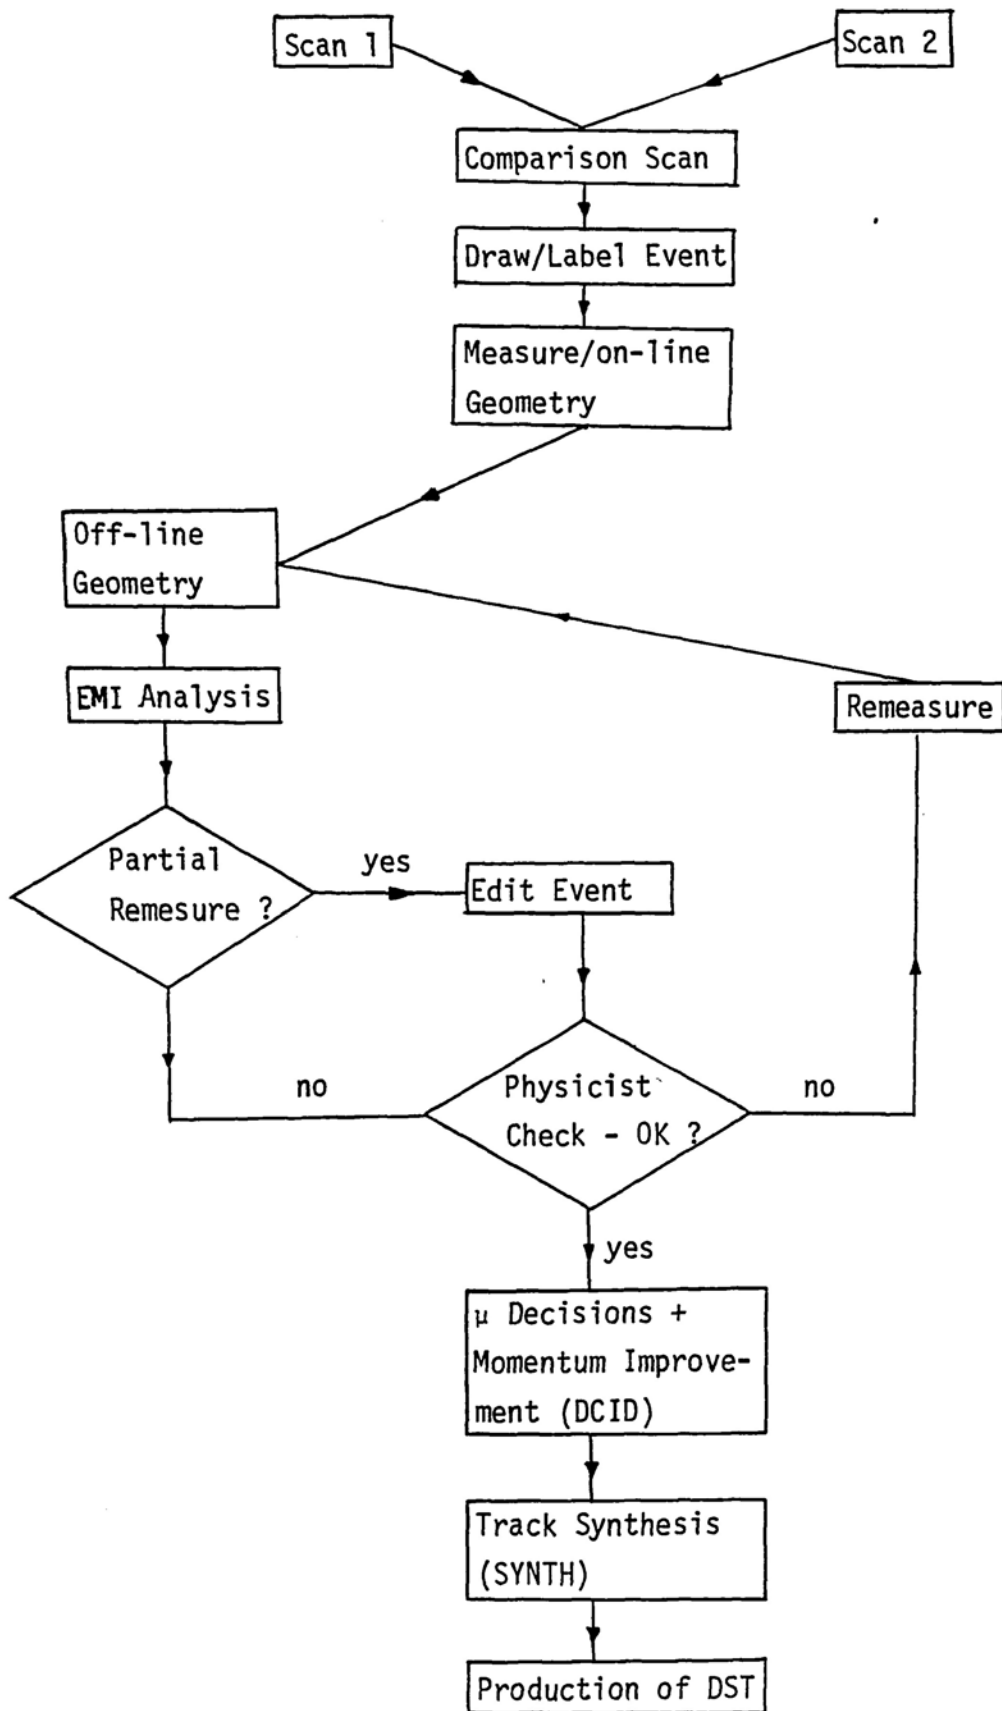 Scan 1
Scan 2
Comparison Scan
Draw/Label Event
Measure/on-line
Geometry
Off-line
Geometry
EMI Analysis
Remeasure
Partial
Remesure ?
yes
Edit Event
no
Physicist
Check - OK ?
no
yes
μ Decisions +
Momentum Improve-
ment (DCID)
Track Synthesis
(SYNTH)
Production of DST